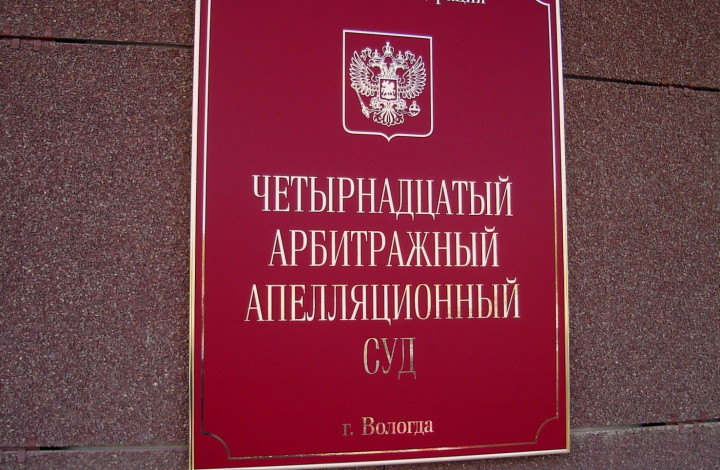 ЧЕТЫРНАДЦАТЫЙ
АРБИТРАЖНЫЙ
АПЕЛЛЯЦИОННЫЙ
СУД
г. Вологда